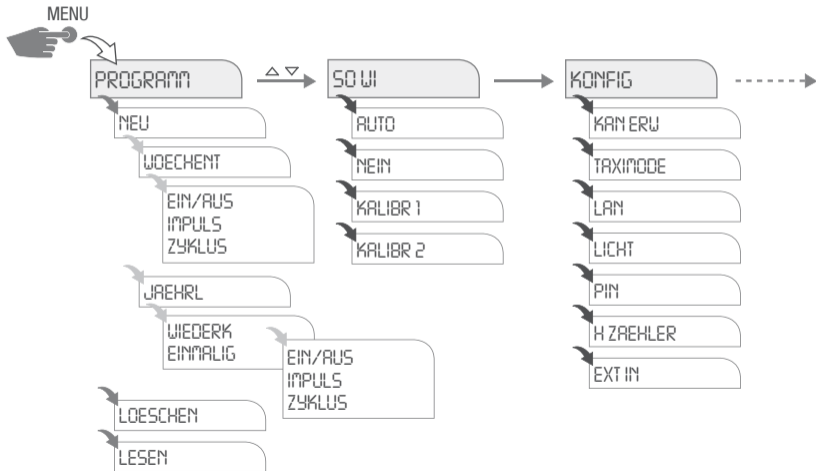 MENU
PROGRAMM
NEU
WOECHENT
EIN/AUS
IMPULS
ZYKLUS
JAEHRL
WIEDERK
EINMALIG
EIN/AUS
IMPULS
ZYKLUS
LOESCHEN
LESEN
SO WI
AUTO
NEIN
KALIBR 1
KALIBR 2
KONFIG
KAN ERW
TAXIMODE
LAN
LICHT
PIN
H ZAEHLER
EXT IN